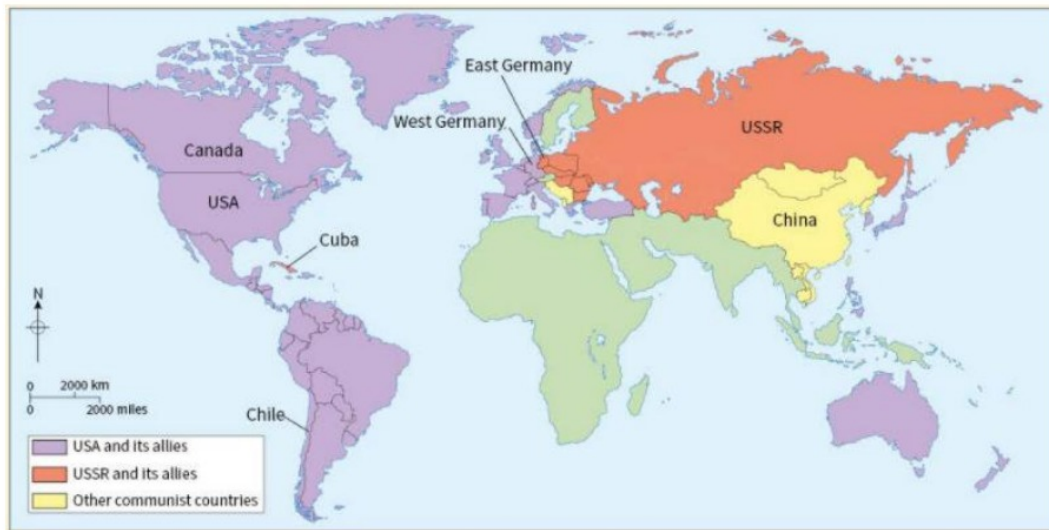 East Germany
West Germany
USSR
Canada
USA
China
Cuba
N
0 2000 km
0 2000 miles
Chile
USA and its allies
USSR and its allies
Other communist countries